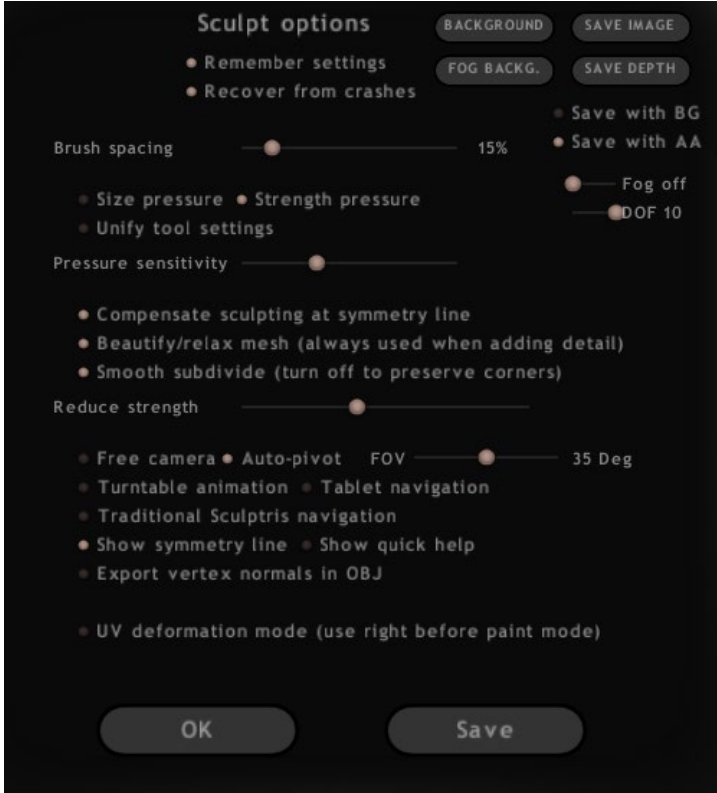 Sculpt options
BACKGROUND
SAVE IMAGE
Remember settings
FOG BACKG.
SAVE DEPTH
Recover from crashes
Save with BG
Brush spacing 15%
Save with AA
Size pressure Strength pressure
Fog off
Unify tool settings
DOF 10
Pressure sensitivity
Compensate sculpting at symmetry line
Beautify/relax mesh (always used when adding detail)
Smooth subdivide (turn off to preserve corners)
Reduce strength
Free camera Auto-pivot FOV 35 Deg
Turntable animation Tablet navigation
Traditional Sculptris navigation
Show symmetry line Show quick help
Export vertex normals in OBJ
UV deformation mode (use right before paint mode)
OK
Save